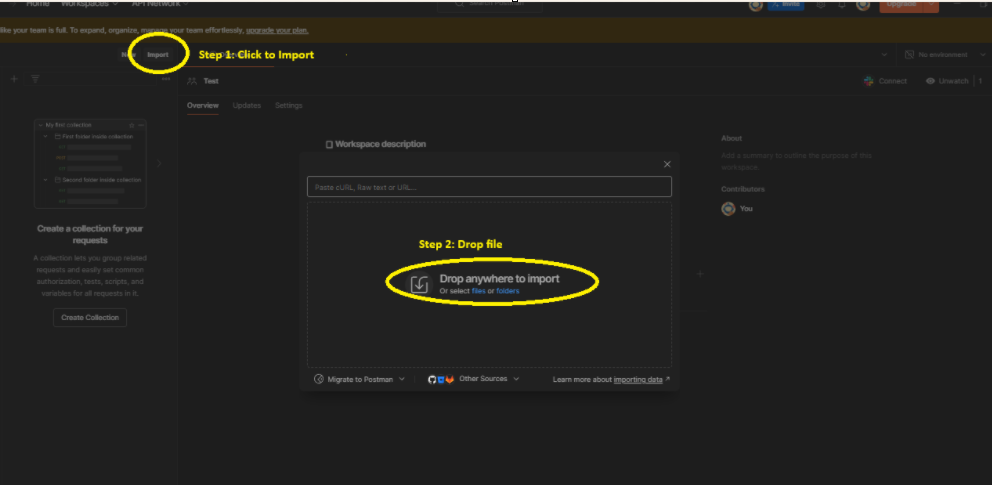 Home Workspaces API Network
Search Postman
Invite
Upgrade
like your team is full. To expand, organize, manage your team effortlessly, upgrade your plan.
New Import
Step 1: Click to Import
No environment
Test
Connect
Unwatch 1
Overview Updates Settings
My first collection
First folder inside collection
Second folder inside collection
Create a collection for your
requests
A collection lets you group related
requests and easily set common
authorization, tests, scripts, and
variables for all requests in it.
Create Collection
Workspace description
Paste cURL, Raw text or URL...
Step 2: Drop file
Drop anywhere to import
Or select files or folders
Migrate to Postman
Other Sources
Learn more about importing data
About
Add a summary to outline the purpose of this
workspace.
Contributors
You